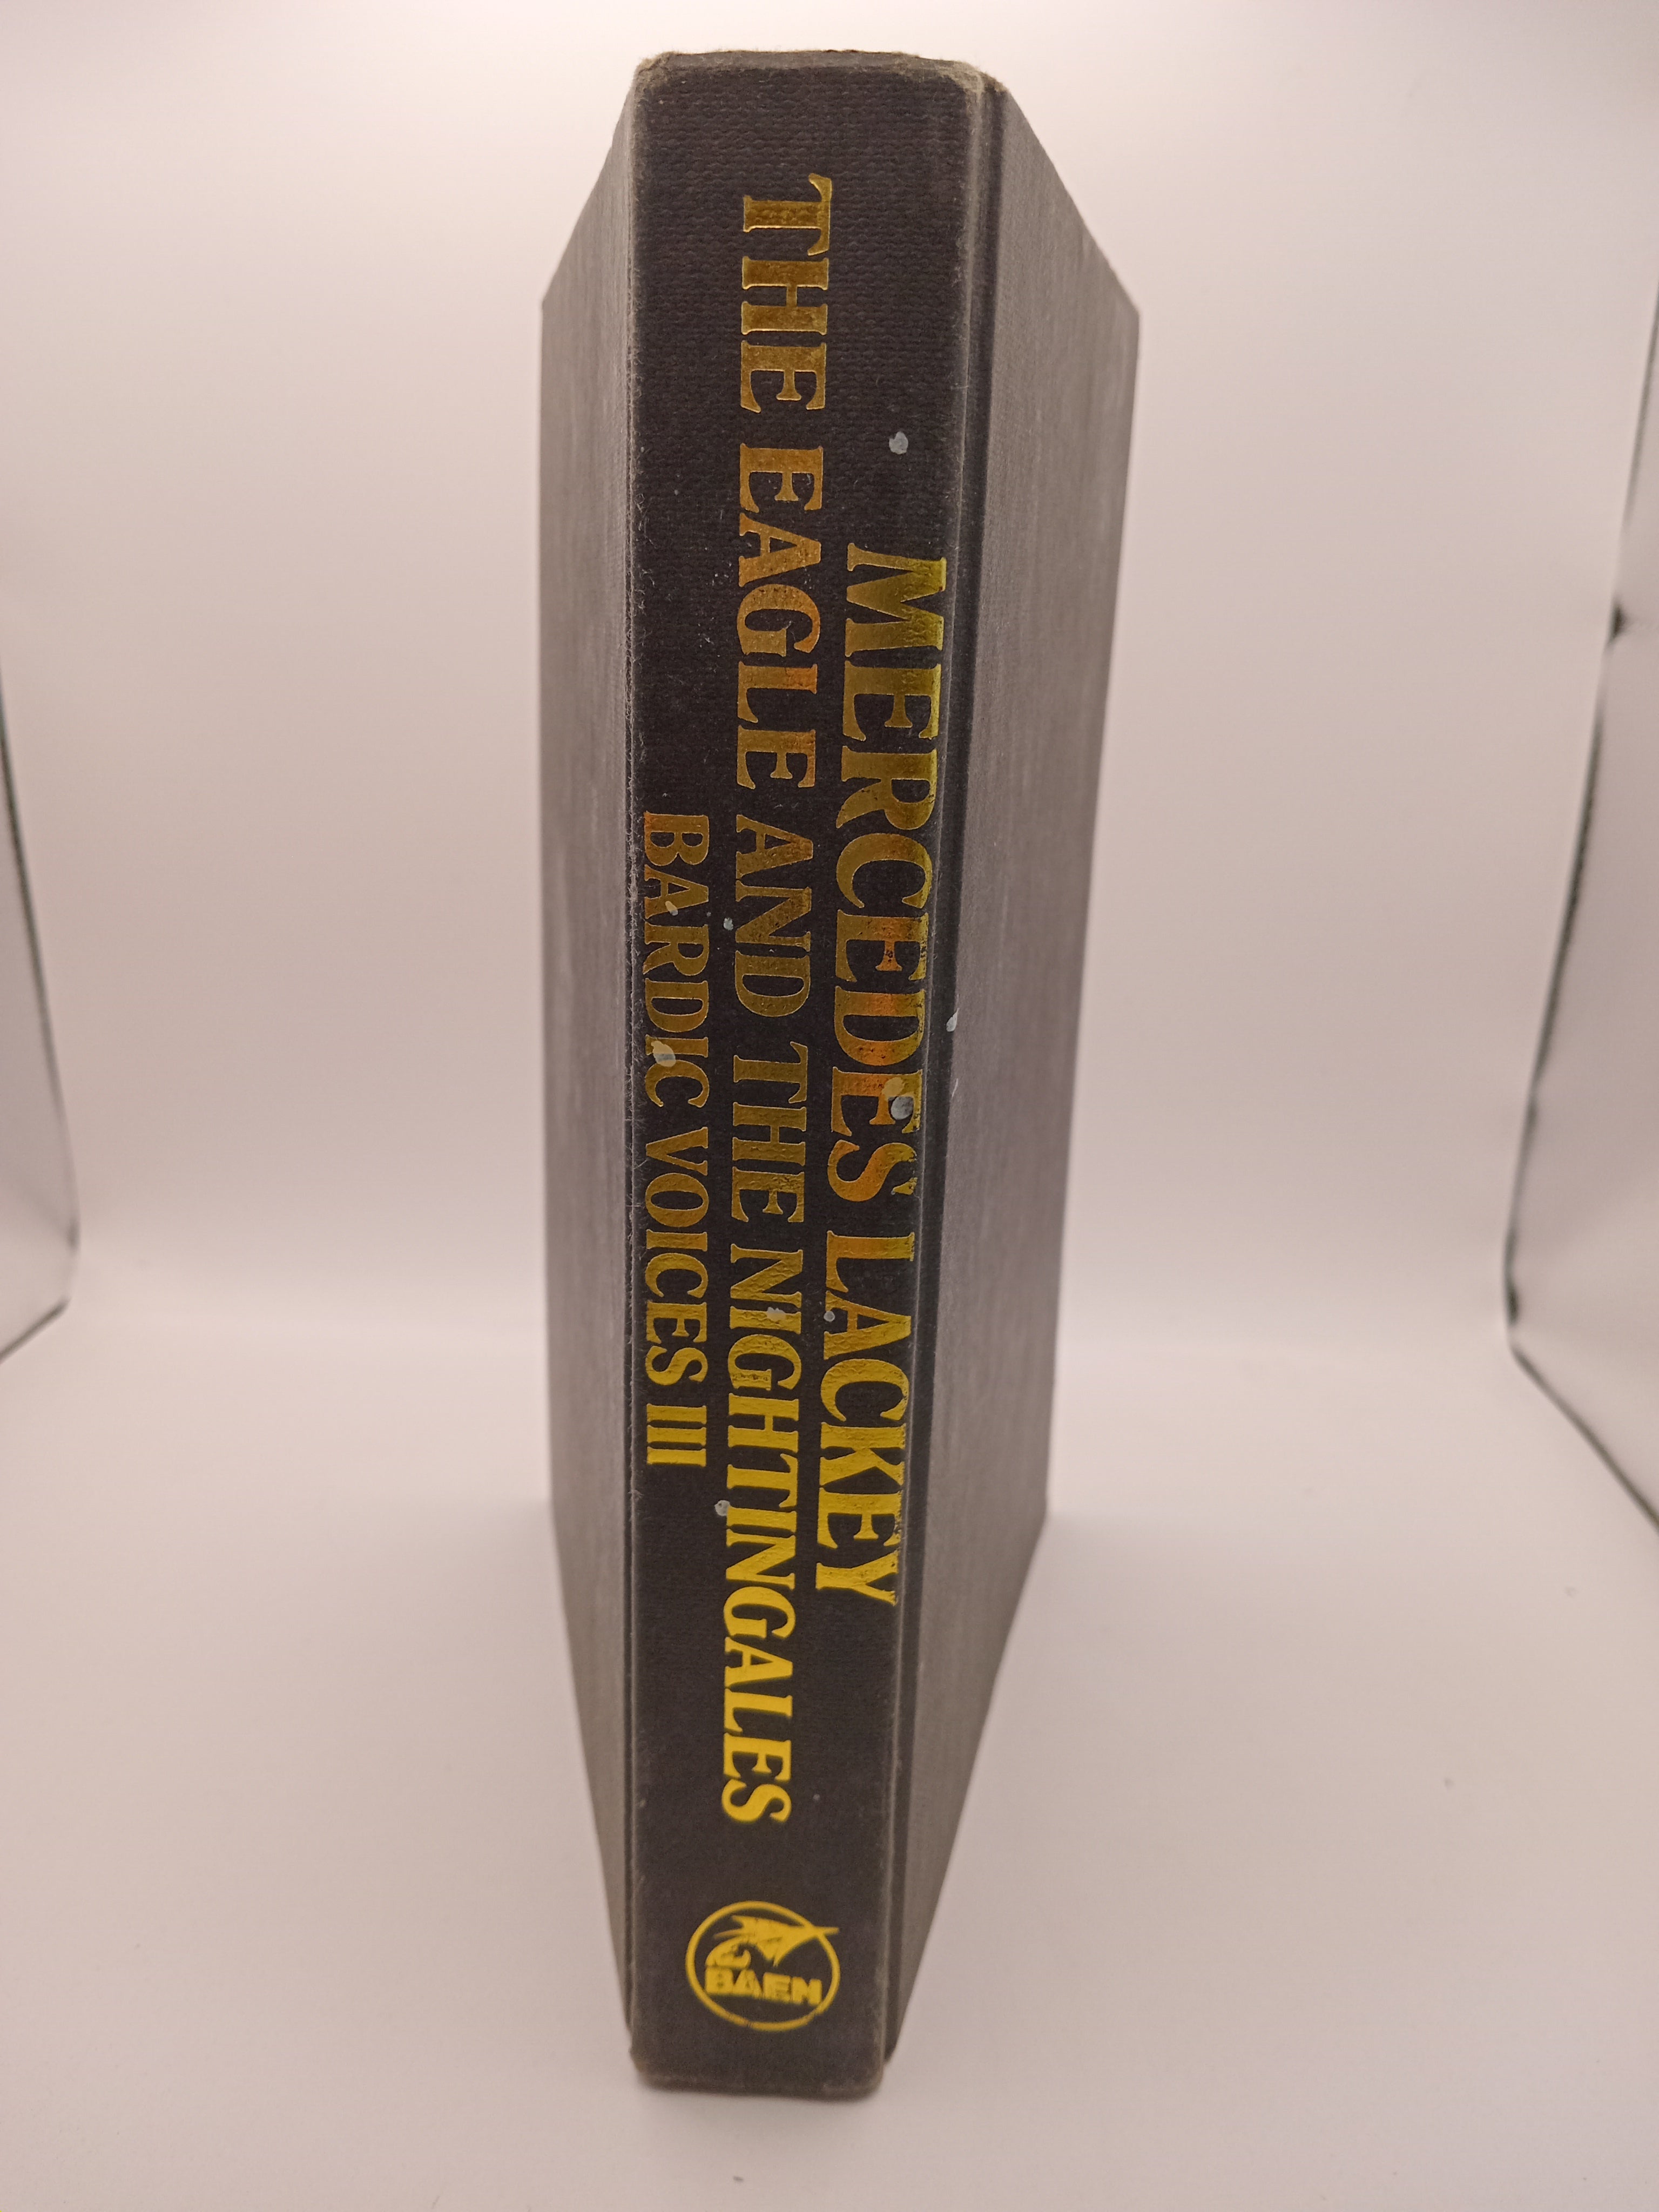 MERCEDES LACKEY
THE EAGLE AND THE NIGHTINGALES
BARDIC VOICES III
BAEN